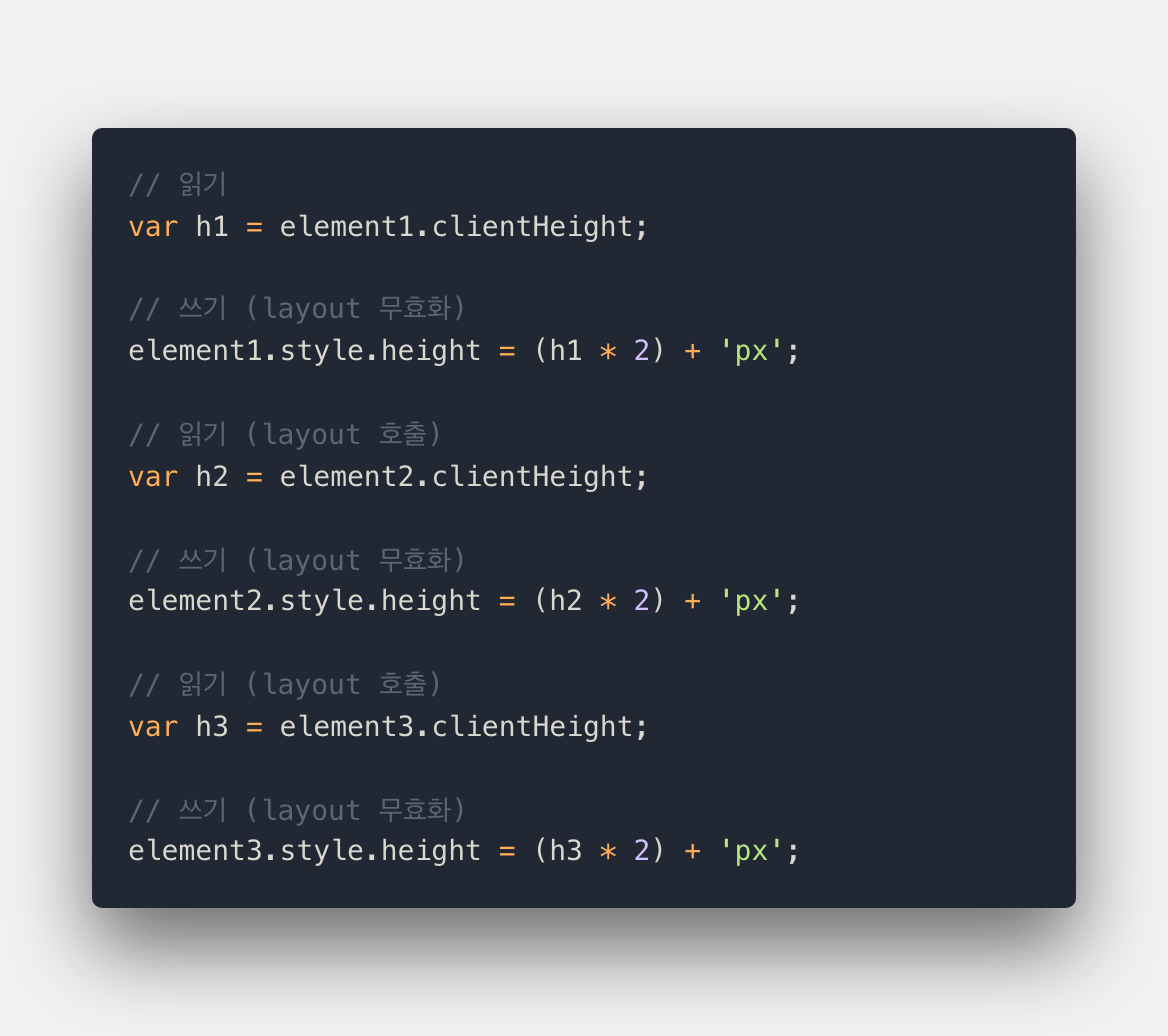 // 읽기
var h1 = element1.clientHeight;
// 쓰기 (layout 무효화)
element1.style.height = (h1 * 2) + 'px';
// 읽기 (layout 호출)
var h2 = element2.clientHeight;
// 쓰기 (layout 무효화)
element2.style.height = (h2 * 2) + 'px';
// 읽기 (layout 호출)
var h3 = element3.clientHeight;
// 쓰기 (layout 무효화)
element3.style.height = (h3 * 2) + 'px';